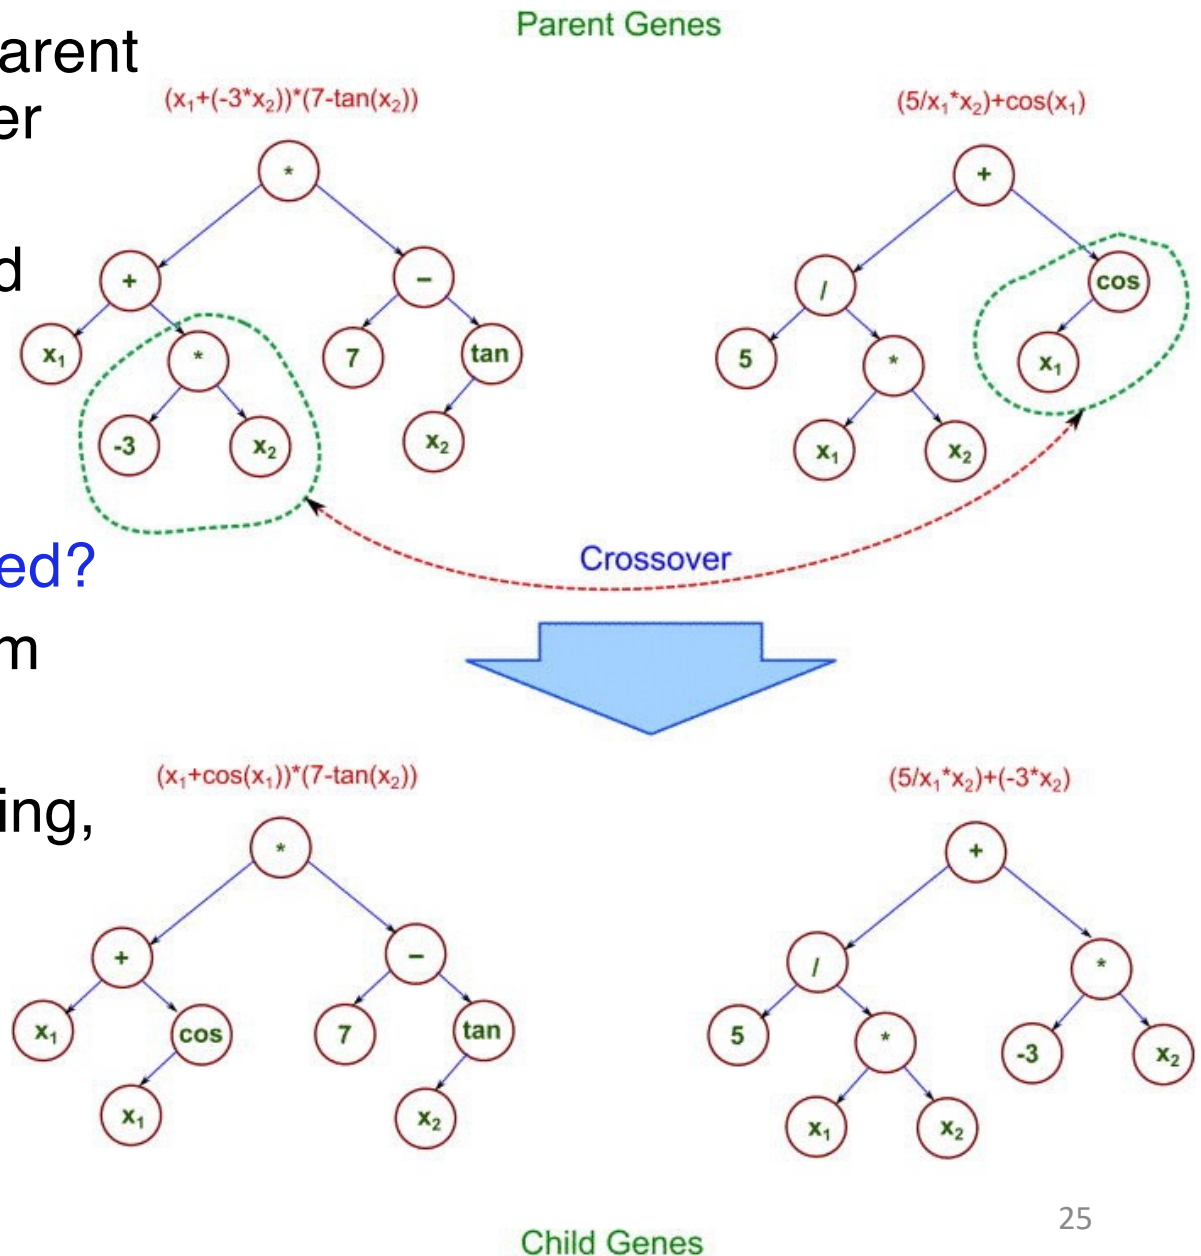 Parent Genes
arent
er
d
ed?
m
ing,
(x₁+(-3*x₂))*(7-tan(x₂))
*
+
−
x₁
*
7
tan
-3
x₂
x₂
(5/x₁*x₂)+cos(x₁)
+
/
cos
5
*
x₁
x₁
x₂
Crossover
(x₁+cos(x₁))*(7-tan(x₂))
*
+
−
x₁
cos
7
tan
x₁
x₂
(5/x₁*x₂)+(-3*x₂)
+
/
*
5
*
-3
x₂
x₁
x₂
25
Child Genes